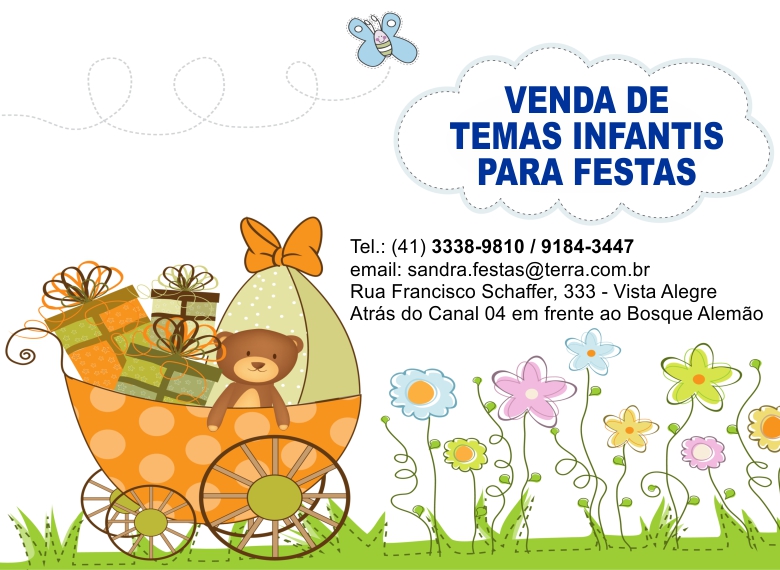 VENDA DE
TEMAS INFANTIS
PARA FESTAS
Tel.: (41) 3338-9810 / 9184-3447
email: sandra.festas@terra.com.br
Rua Francisco Schaffer, 333 - Vista Alegre
Atrás do Canal 04 em frente ao Bosque Alemão